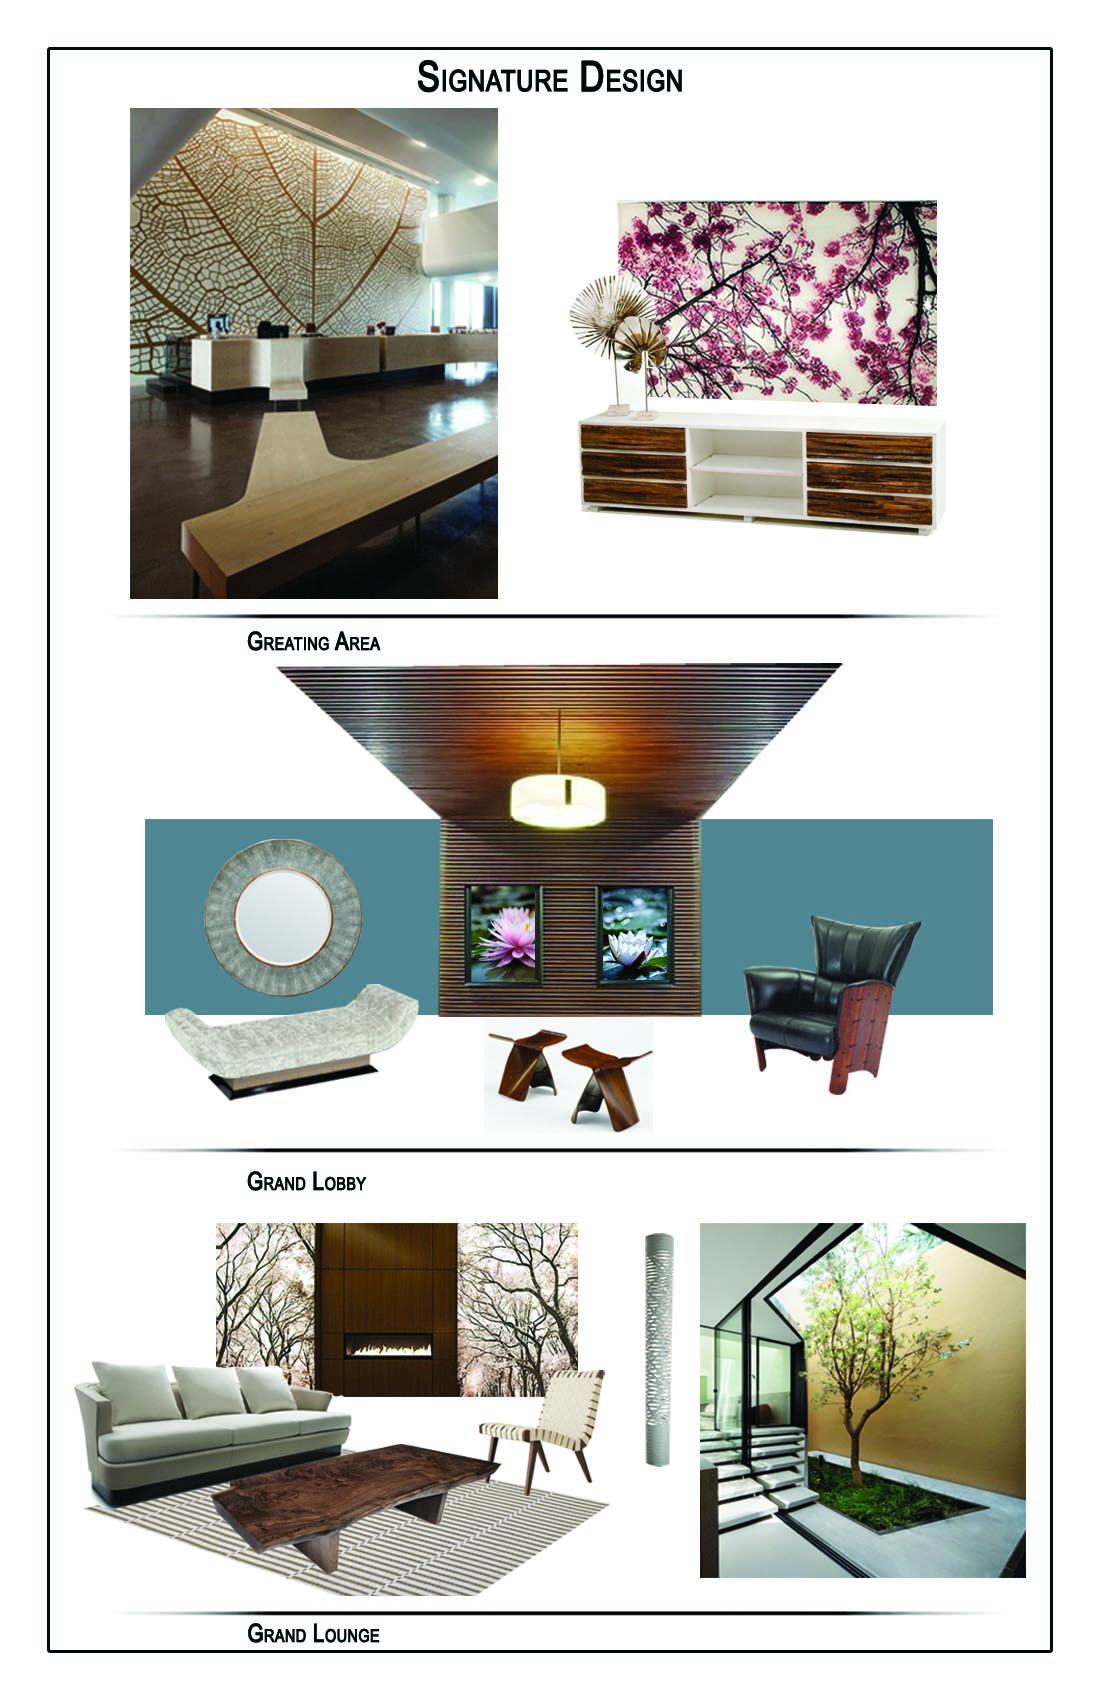 Signature Design
Greating Area
Grand Lobby
Grand Lounge